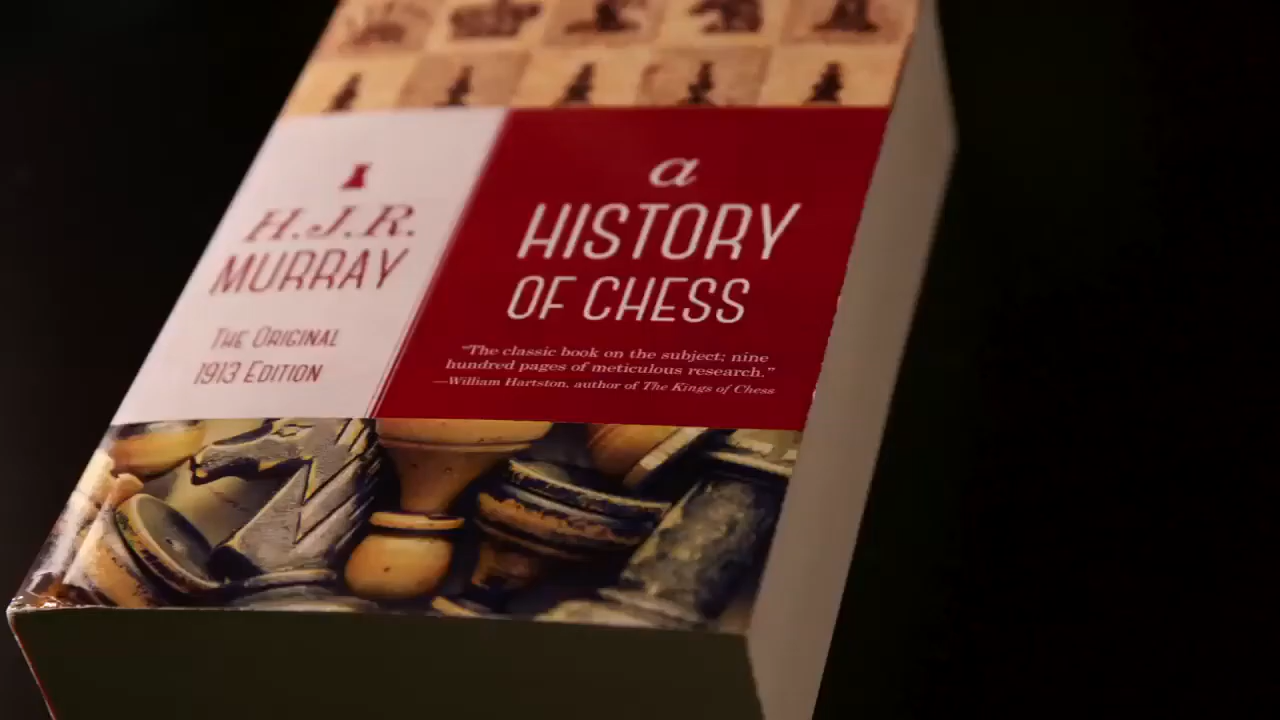 H.J.R.
MURRAY
THE ORIGINAL
1913 EDITION
a
HISTORY
OF CHESS
"The classic book on the subject; nine
hundred pages of meticulous research."
—William Hartston, author of The Kings of Chess